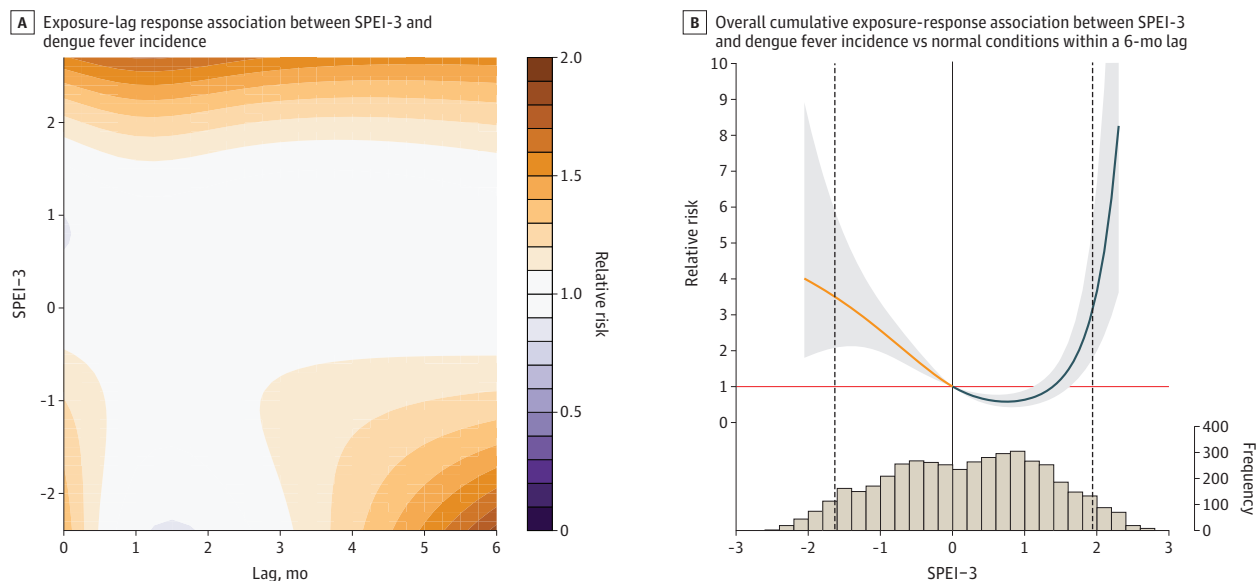 A Exposure-lag response association between SPEI-3 and
dengue fever incidence
2
1
0
-1
-2
SPEI-3
0 1 2 3 4 5 6
Lag, mo
2.0
1.5
1.0
0.5
0
Relative risk
B Overall cumulative exposure-response association between SPEI-3
and dengue fever incidence vs normal conditions within a 6-mo lag
10
9
8
7
6
5
4
3
2
1
0
Relative risk
400
300
200
100
0
Frequency
-3 -2 -1 0 1 2 3
SPEI-3